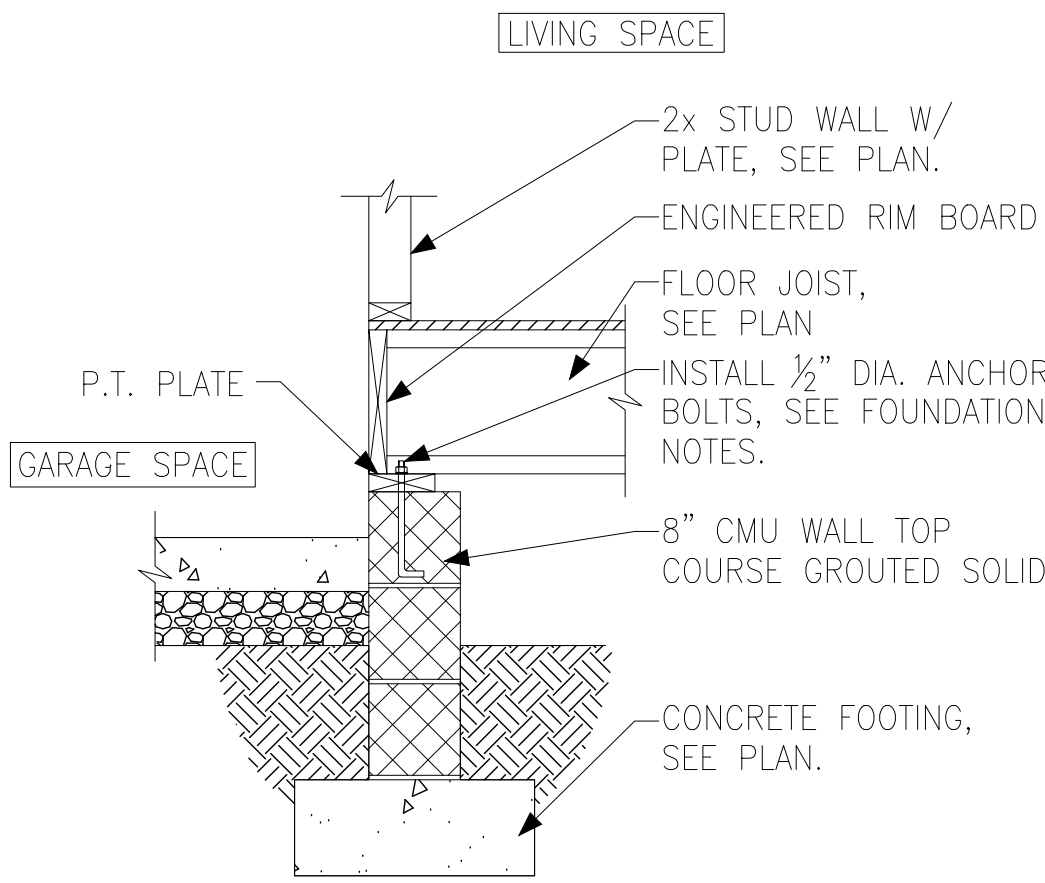 LIVING SPACE
2x STUD WALL W/
PLATE, SEE PLAN.
ENGINEERED RIM BOARD
FLOOR JOIST,
SEE PLAN
INSTALL ½” DIA. ANCHOR
BOLTS, SEE FOUNDATION
NOTES.
P.T. PLATE
GARAGE SPACE
8” CMU WALL TOP
COURSE GROUTED SOLID
CONCRETE FOOTING,
SEE PLAN.